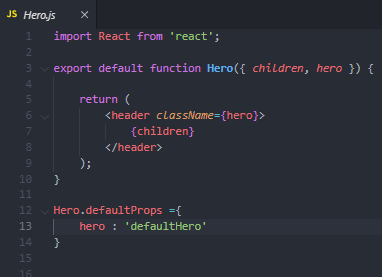 JS Hero.js ×
1 import React from 'react';
2
3 export default function Hero({ children, hero }) {
4
5 return (
6 <header className={hero}>
7 {children}
8 </header>
9 );
10 }
11
12 Hero.defaultProps ={
13 hero : 'defaultHero'
14 }
15
16